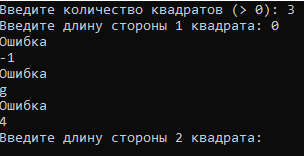 Введите количество квадратов (> 0): 3
Введите длину стороны 1 квадрата: 0
Ошибка
-1
Ошибка
g
Ошибка
4
Введите длину стороны 2 квадрата: